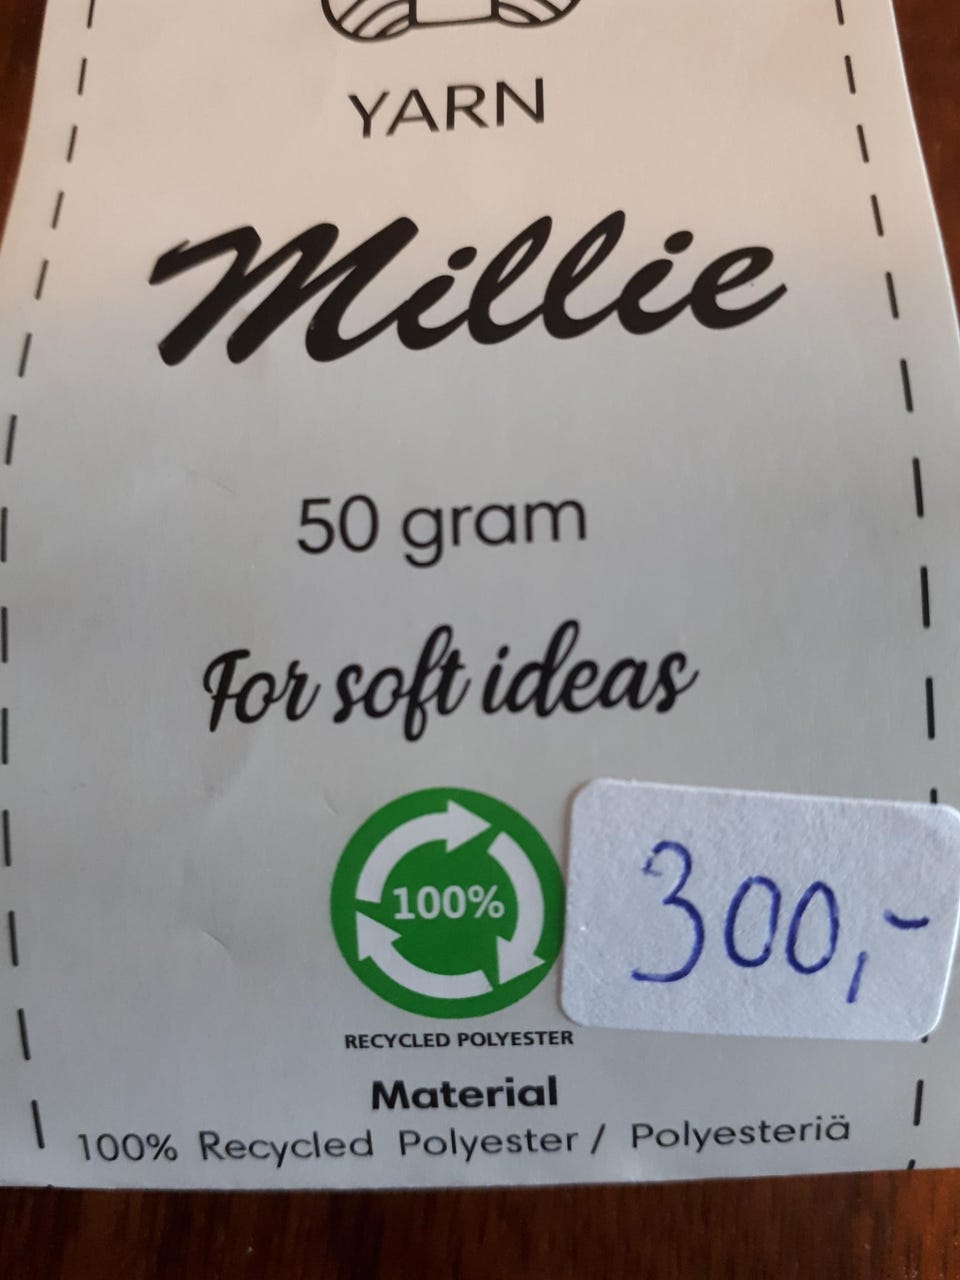 YARN
Millie
50 gram
For soft ideas
100%
300,-
RECYCLED POLYESTER
Material
100% Recycled Polyester / Polyesteriä